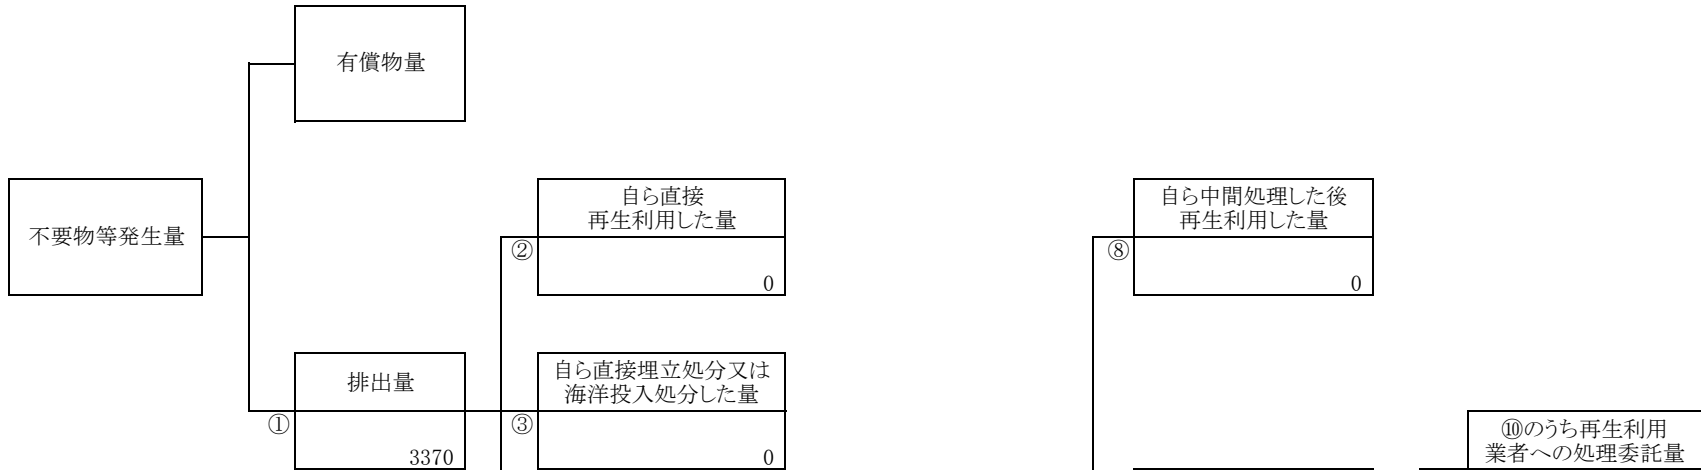 有償物量
不要物等発生量
自ら直接
再生利用した量
②
0
自ら中間処理した後
再生利用した量
⑧
0
排出量
①
3370
自ら直接埋立処分又は
海洋投入処分した量
③
0
⑩のうち再生利用
業者への処理委託量